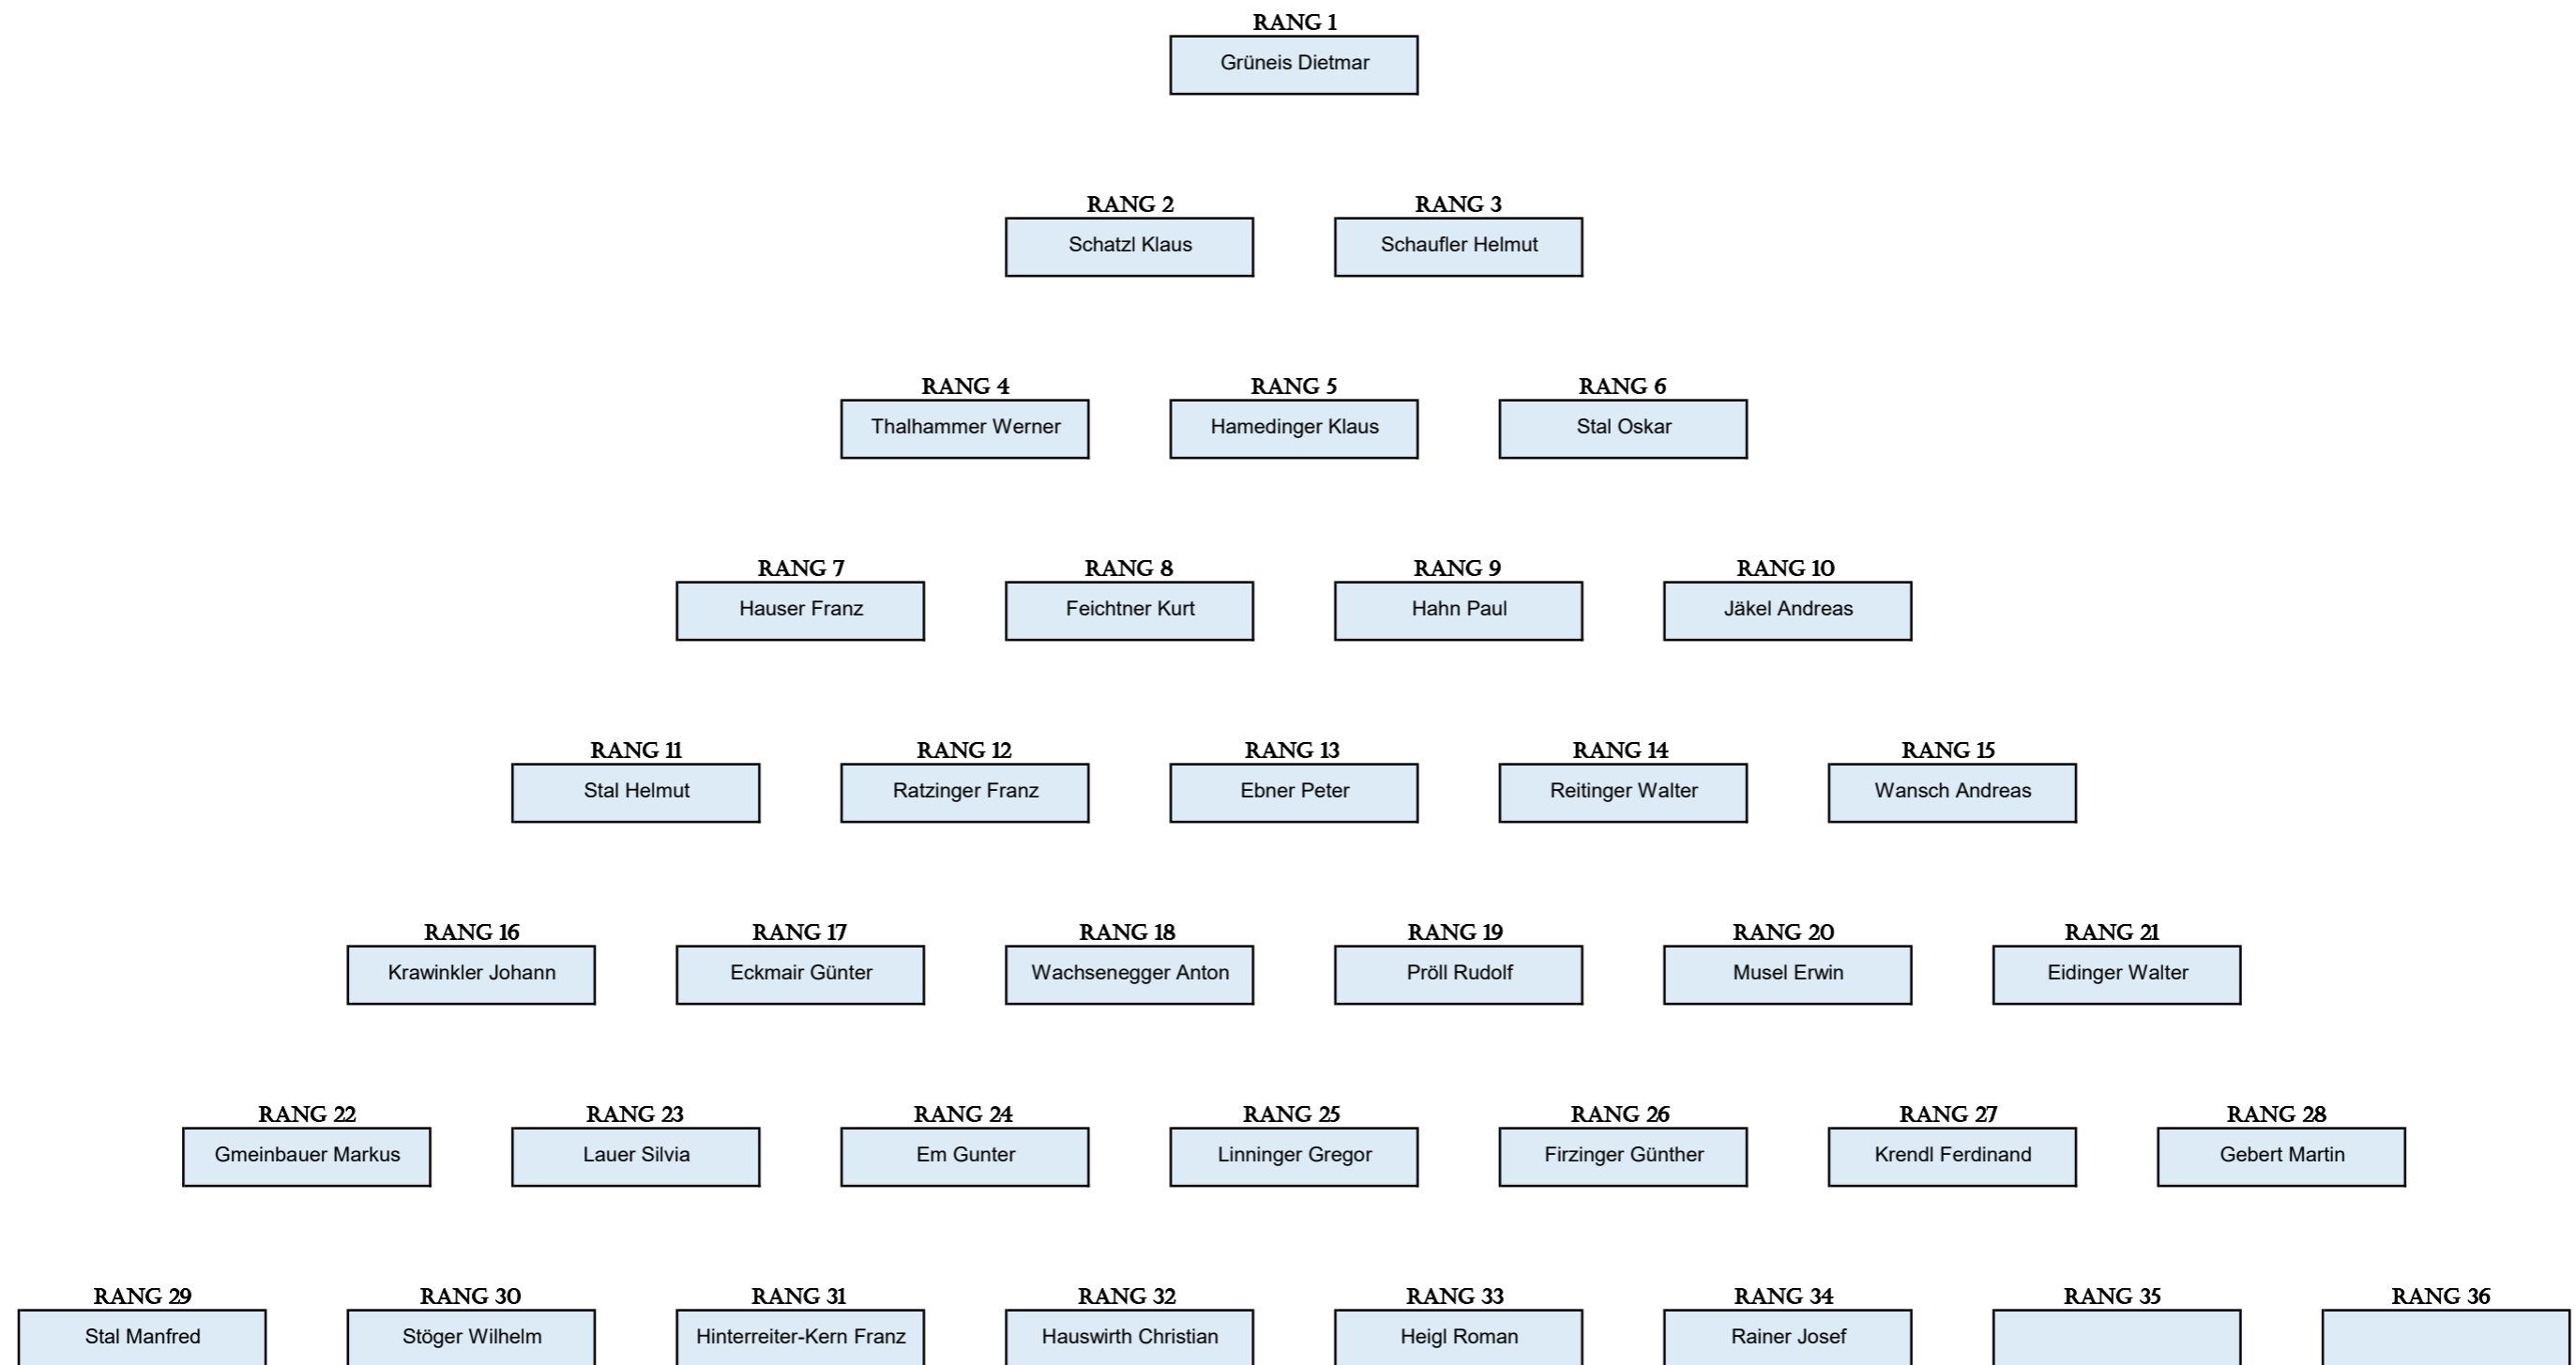 RANG 1
Grüneis Dietmar
RANG 2 RANG 3
Schatzl Klaus Schaufler Helmut
RANG 4 RANG 5 RANG 6
Thalhammer Werner Hamedinger Klaus Stal Oskar
RANG 7 RANG 8 RANG 9 RANG 10
Hauser Franz Feichtner Kurt Hahn Paul Jäkel Andreas
RANG 11 RANG 12 RANG 13 RANG 14 RANG 15
Stal Helmut Ratzinger Franz Ebner Peter Reitinger Walter Wansch Andreas
RANG 16 RANG 17 RANG 18 RANG 19 RANG 20 RANG 21
Krawinkler Johann Eckmair Günter Wachsenegger Anton Pröll Rudolf Musel Erwin Eidinger Walter
RANG 22 RANG 23 RANG 24 RANG 25 RANG 26 RANG 27 RANG 28
Gmeinbauer Markus Lauer Silvia Em Gunter Linninger Gregor Firzinger Günther Krendl Ferdinand Gebert Martin
RANG 29 RANG 30 RANG 31 RANG 32 RANG 33 RANG 34 RANG 35 RANG 36
Stal Manfred Stöger Wilhelm Hinterreiter-Kern Franz Hauswirth Christian Heigl Roman Rainer Josef